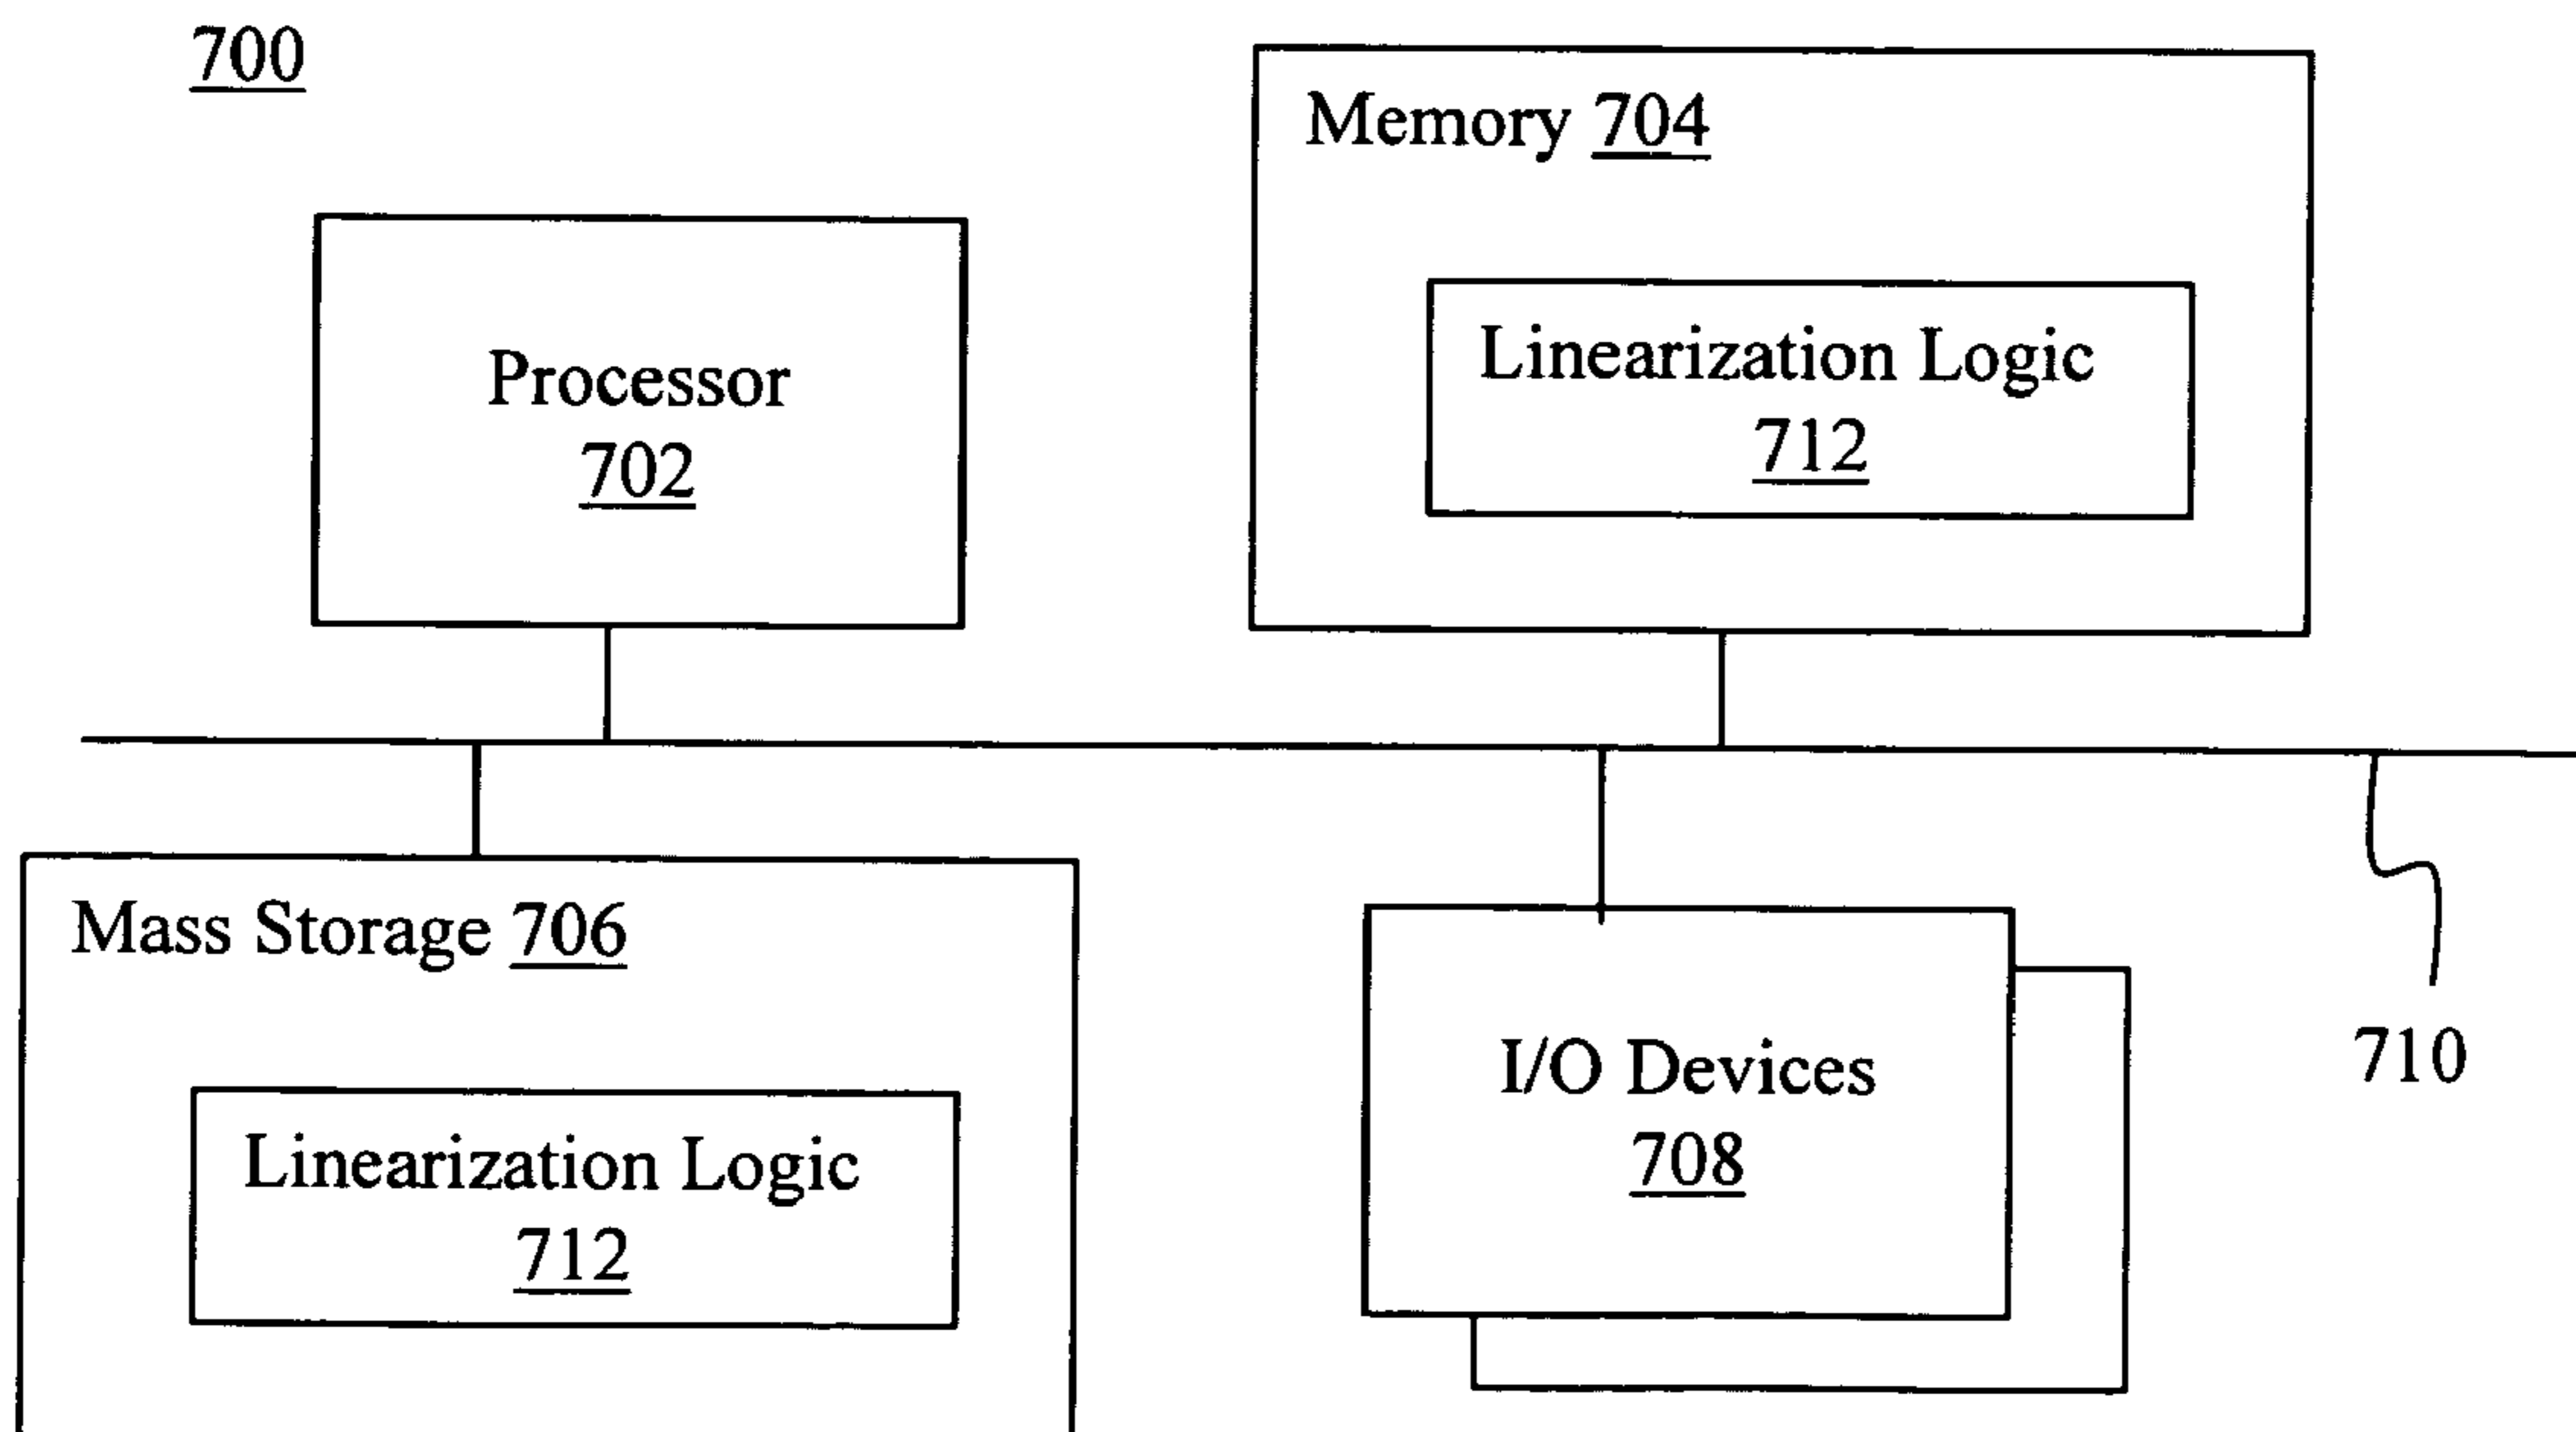 700
Memory 704
Linearization Logic
712
Processor
702
Mass Storage 706
Linearization Logic
712
I/O Devices
708
710